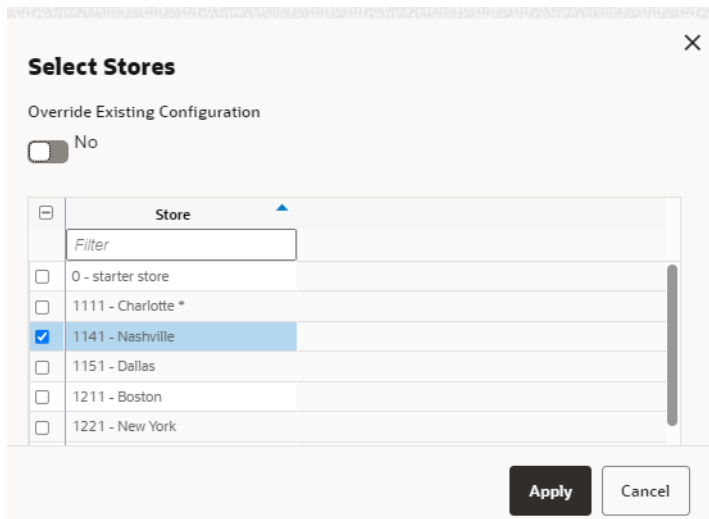 Select Stores
Override Existing Configuration
No
Store
Filter
0 - starter store
1111 - Charlotte *
1141 - Nashville
1151 - Dallas
1211 - Boston
1221 - New York
Apply Cancel